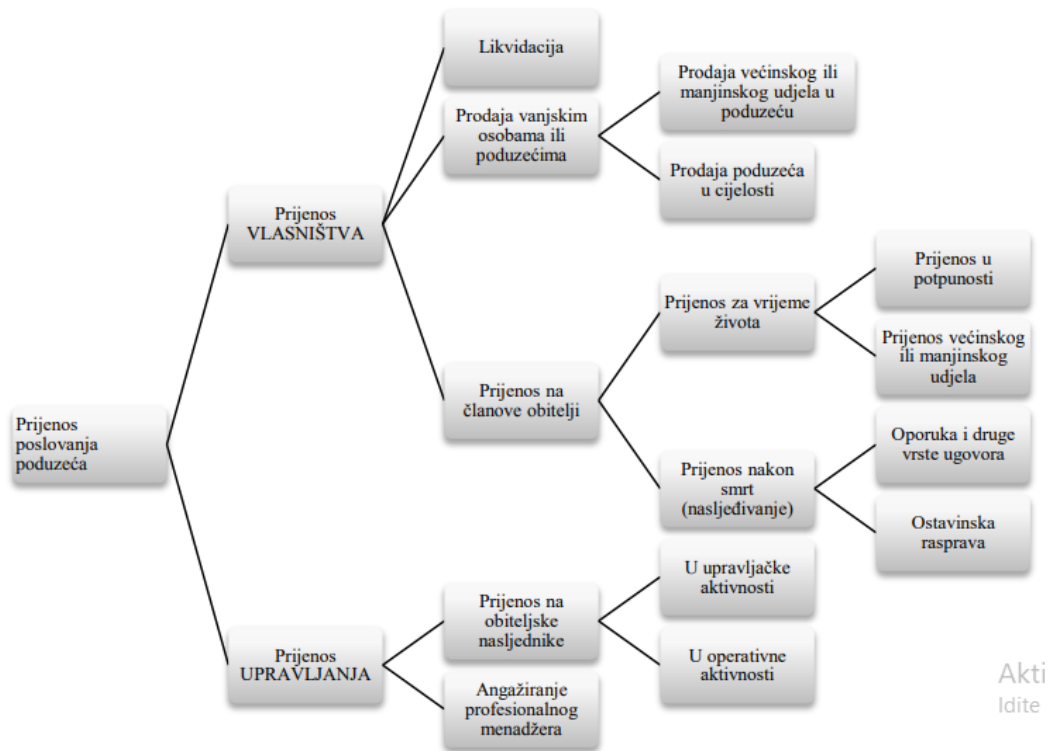 Likvidacija
Prodaja vanjskim
osobama ili
poduzećima
Prodaja većinskog ili
manjinskog udjela u
poduzeću
Prodaja poduzeća
u cijelosti
Prijenos
VLASNIŠTVA
Prijenos na
članove obitelji
Prijenos za vrijeme
života
Prijenos u
potpunosti
Prijenos većinskog
ili manjinskog
udjela
Prijenos nakon
smrt
(nasljeđivanje)
Oporuka i druge
vrste ugovora
Ostavinska
rasprava
Prijenos
poslovanja
poduzeća
Prijenos
UPRAVLJANJA
Prijenos na
obiteljske
nasljednike
U upravljačke
aktivnosti
U operativne
aktivnosti
Angažiranje
profesionalnog
menadžera
Akti
Idite